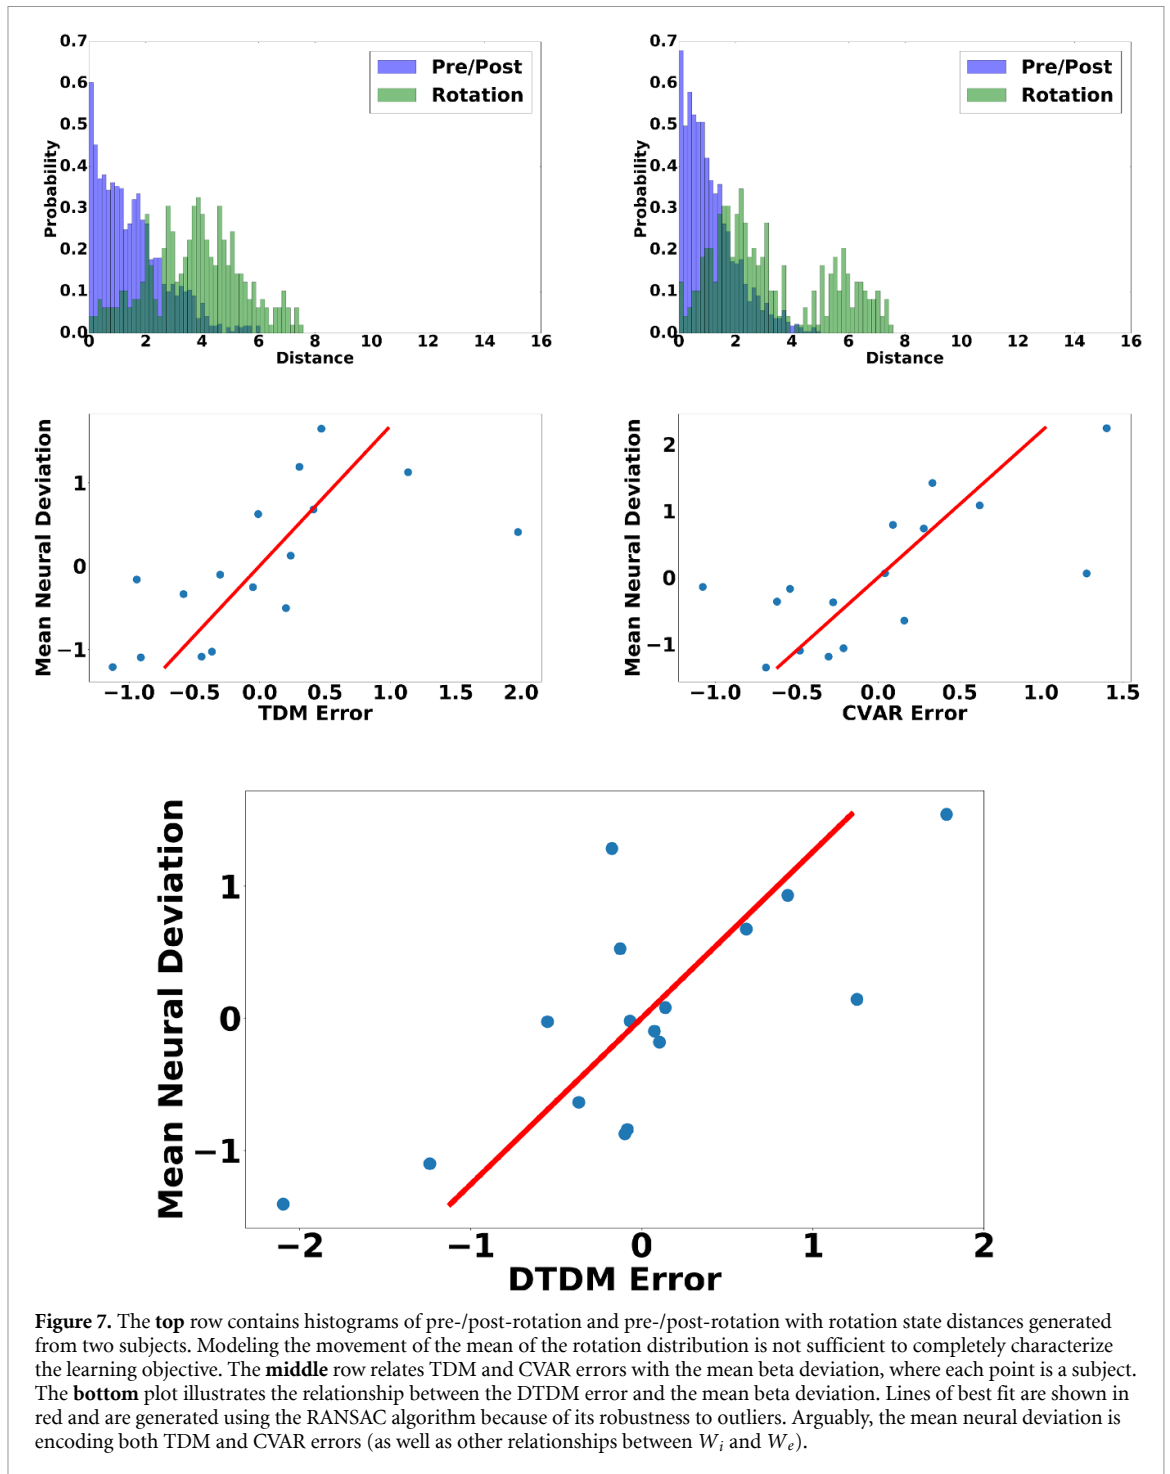 0.7
0.6
0.5
0.4
0.3
0.2
0.1
0.0
Probability
Pre/Post
Rotation
0 2 4 6 8 10 12 14 16
Distance
0.7
0.6
0.5
0.4
0.3
0.2
0.1
0.0
Probability
Pre/Post
Rotation
0 2 4 6 8 10 12 14 16
Distance
Mean Neural Deviation
1
0
−1
−1.0 −0.5 0.0 0.5 1.0 1.5 2.0
TDM Error
Mean Neural Deviation
2
1
0
−1
−1.0 −0.5 0.0 0.5 1.0 1.5
CVAR Error
Mean Neural Deviation
1
0
−1
−2 −1 0 1 2
DTDM Error
Figure 7. The top row contains histograms of pre-/post-rotation and pre-/post-rotation with rotation state distances generated
from two subjects. Modeling the movement of the mean of the rotation distribution is not sufficient to completely characterize
the learning objective. The middle row relates TDM and CVAR errors with the mean beta deviation, where each point is a subject.
The bottom plot illustrates the relationship between the DTDM error and the mean beta deviation. Lines of best fit are shown in
red and are generated using the RANSAC algorithm because of its robustness to outliers. Arguably, the mean neural deviation is
encoding both TDM and CVAR errors (as well as other relationships between W_i and W_e).